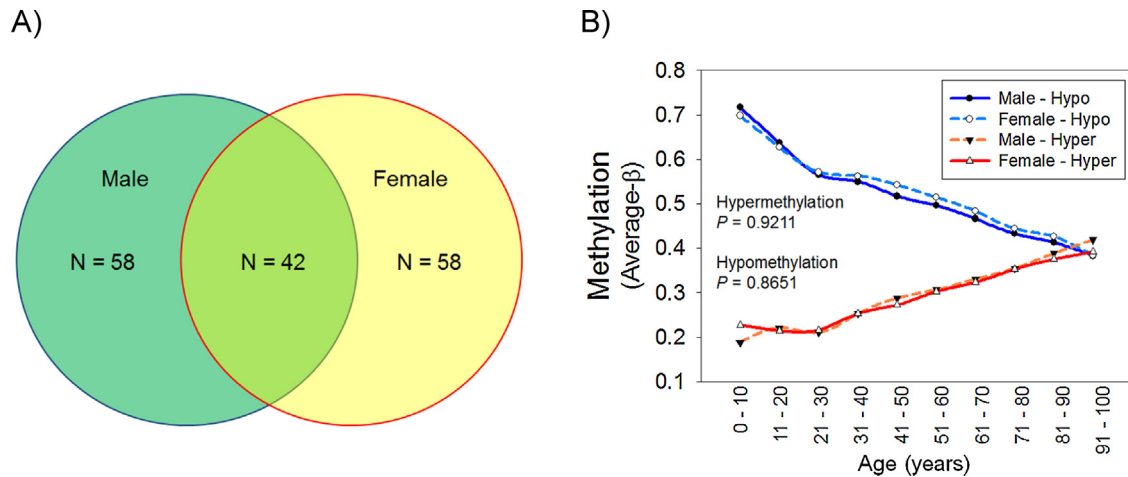 A)
Male
Female
N = 58
N = 42
N = 58
B)
Methylation
(Average-β)
0.8
0.7
0.6
0.5
0.4
0.3
0.2
0.1
Male - Hypo
Female - Hypo
Male - Hyper
Female - Hyper
Hypermethylation
P = 0.9211
Hypomethylation
P = 0.8651
0 - 10
11 - 20
21 - 30
31 - 40
41 - 50
51 - 60
61 - 70
71 - 80
81 - 90
91 - 100
Age (years)